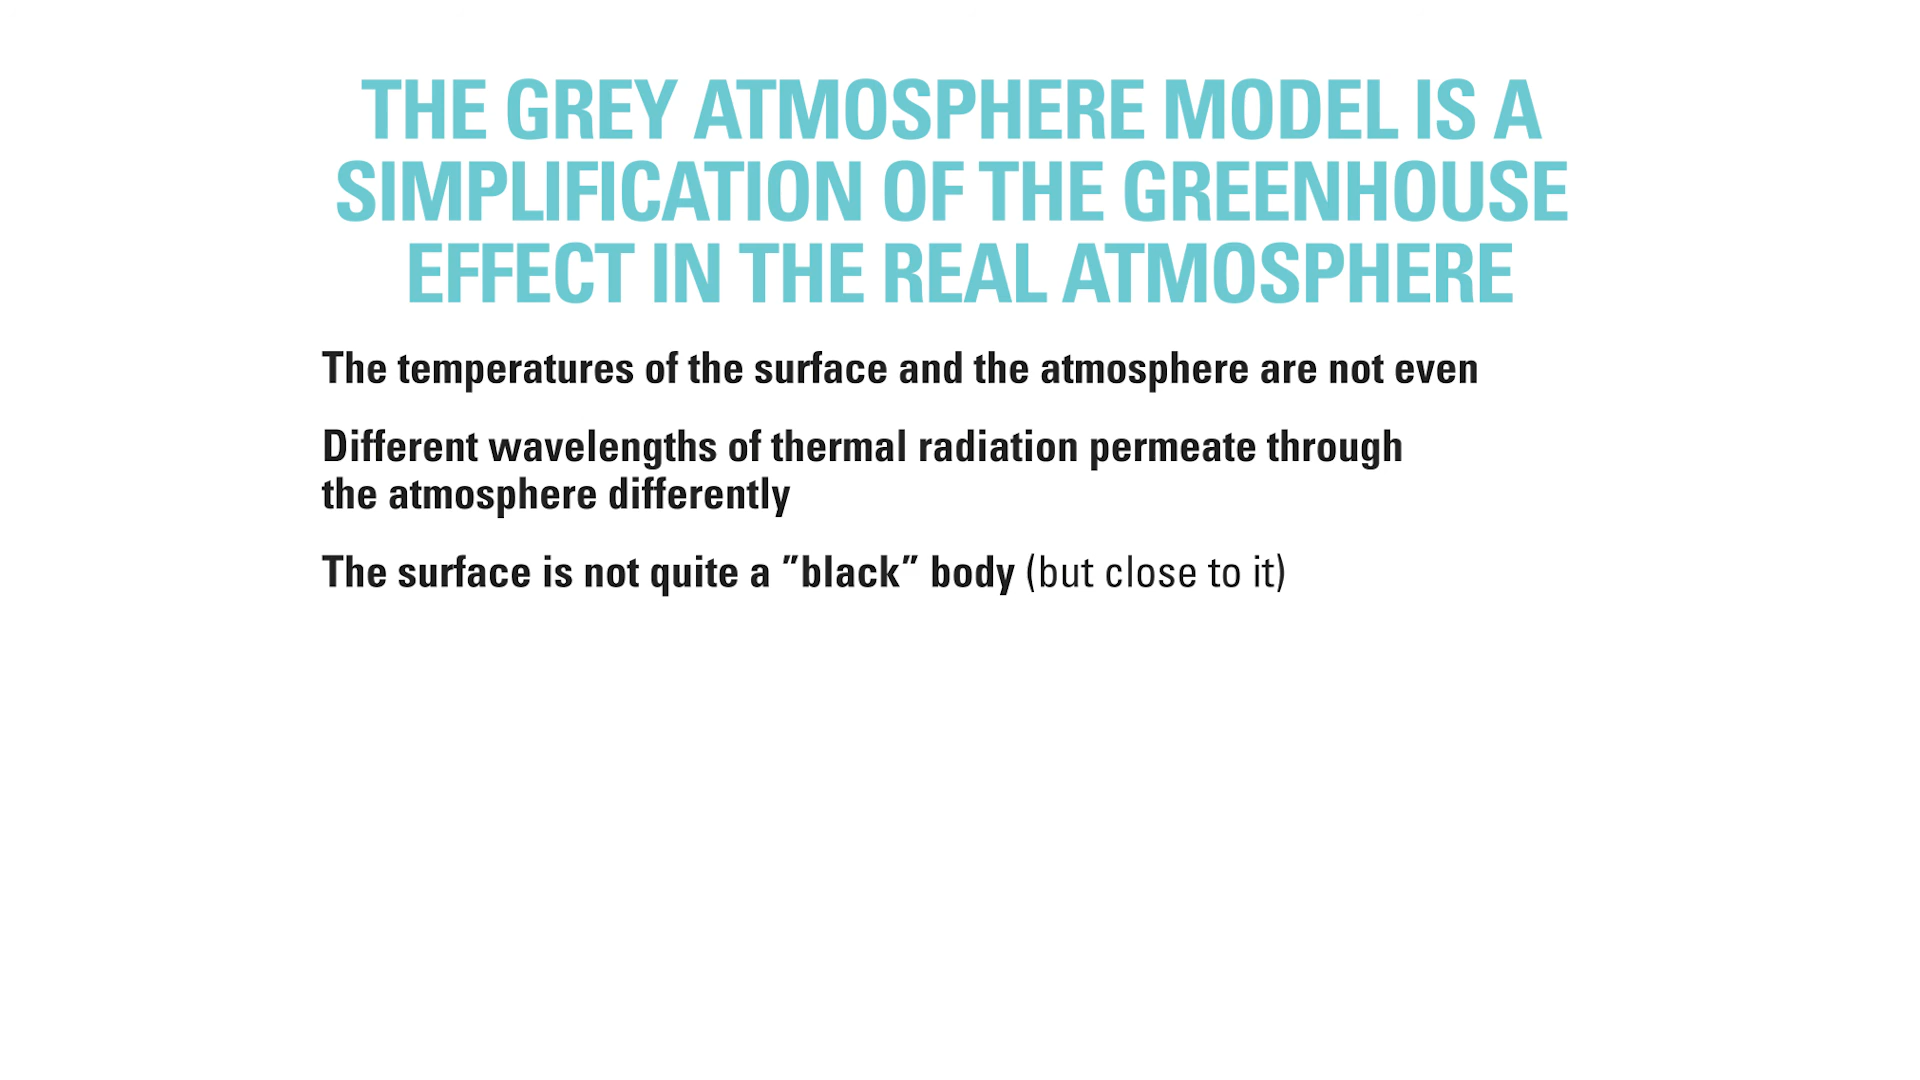 THE GREY ATMOSPHERE MODEL IS A
SIMPLIFICATION OF THE GREENHOUSE
EFFECT IN THE REAL ATMOSPHERE
The temperatures of the surface and the atmosphere are not even
Different wavelengths of thermal radiation permeate through
the atmosphere differently
The surface is not quite a ”black” body (but close to it)